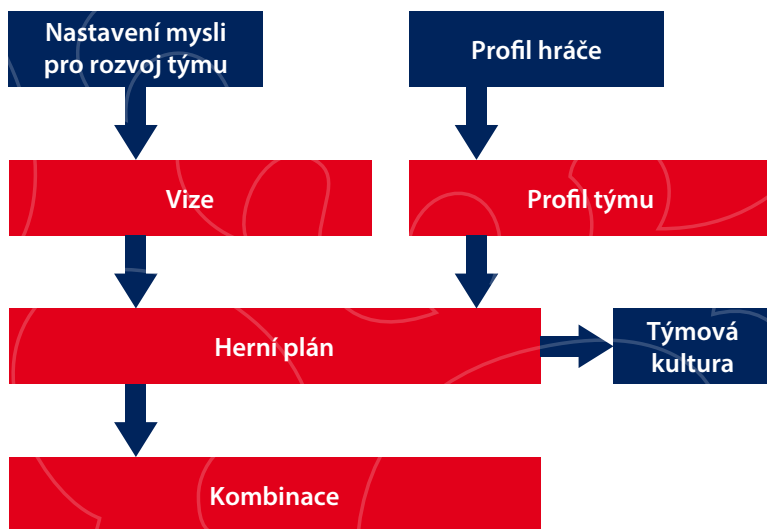 Nastavení mysli
pro rozvoj týmu
Profil hráče
Vize
Profil týmu
Herní plán
Týmová
kultura
Kombinace